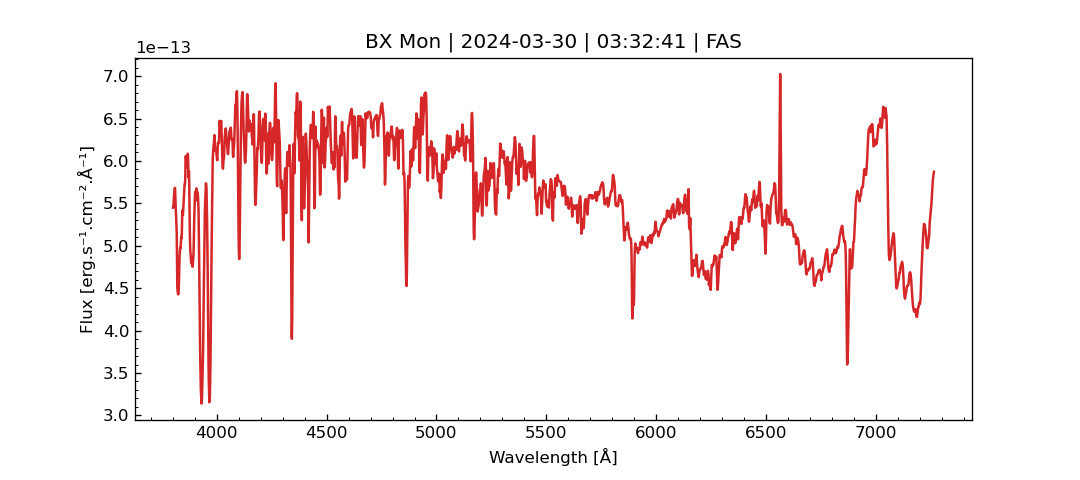 BX Mon | 2024-03-30 | 03:32:41 | FAS
1e−13
7.0
6.5
6.0
5.5
5.0
4.5
4.0
3.5
3.0
Flux [erg.s⁻¹.cm⁻².Å⁻¹]
4000 4500 5000 5500 6000 6500 7000
Wavelength [Å]